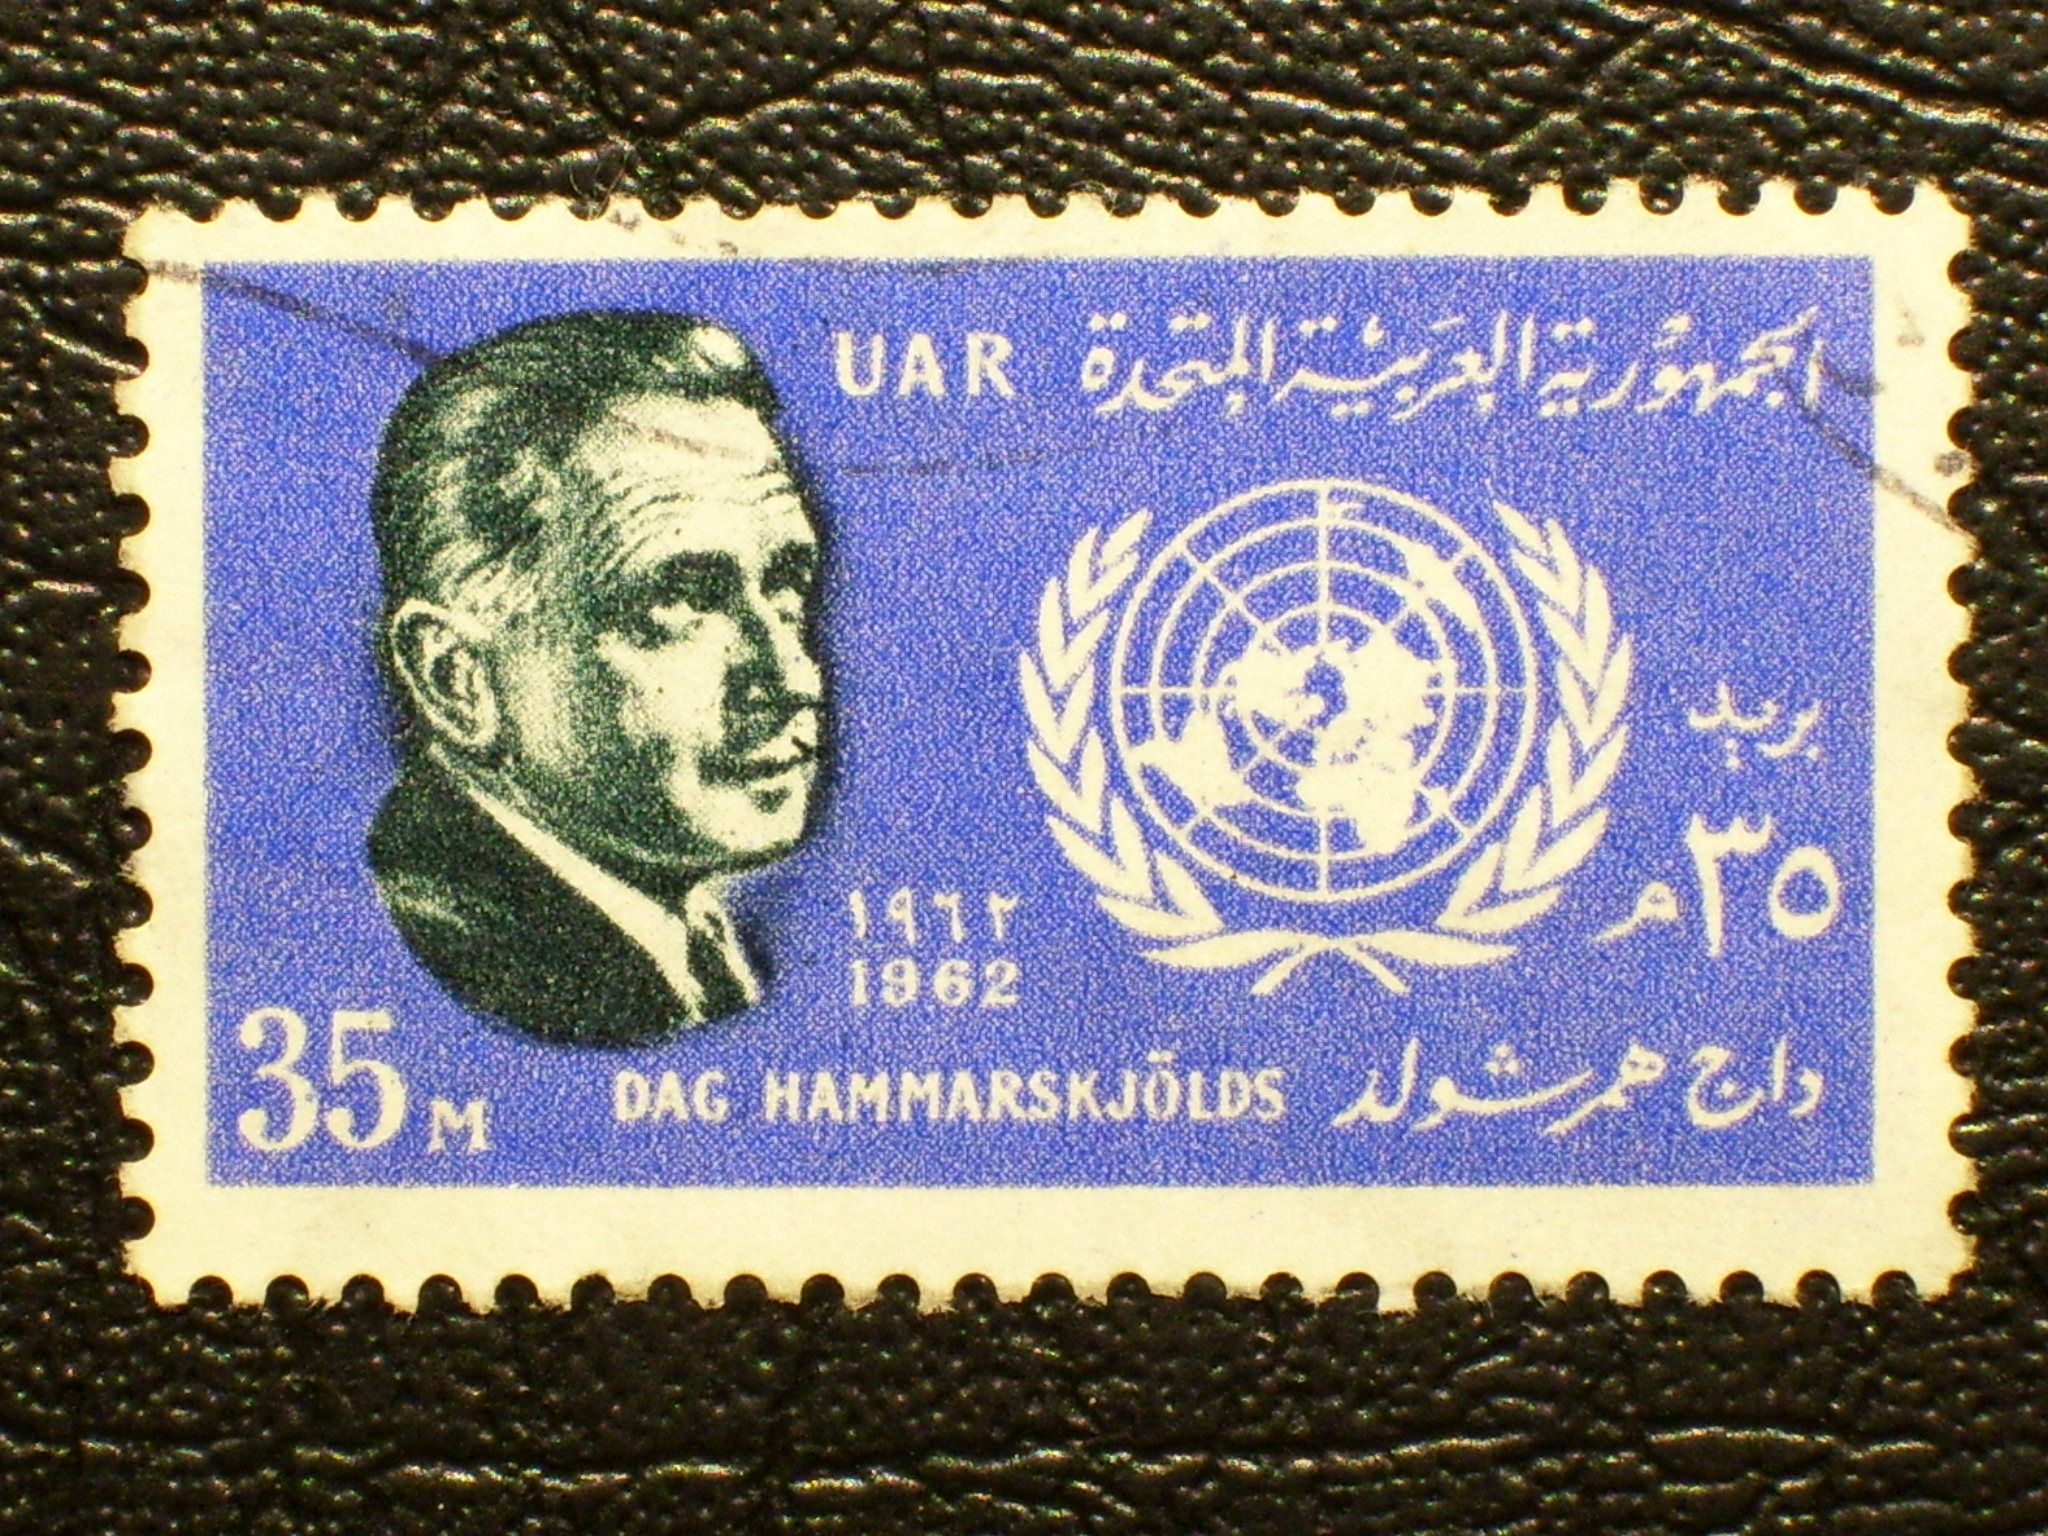 UAR الجمهورية العربية المتحدة
بريد
٣٥ م
١٩٦٢
1962
35 M
DAG HAMMARSKJÖLDS داج همرشولد